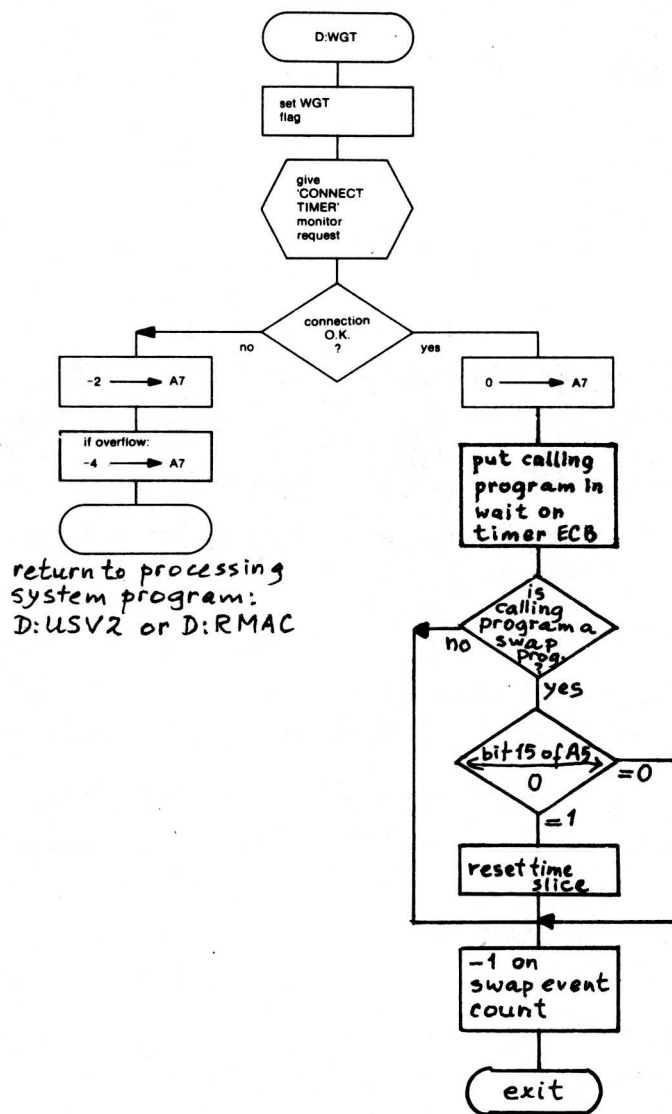 D:WGT
set WGT
flag
give
'CONNECT
TIMER'
monitor
request
connection
O.K.
?
no
yes
-2 ⟶ A7
if overflow:
-4 ⟶ A7
return to processing
system program:
D:USV2 or D:RMAC
0 ⟶ A7
put calling
program in
wait on
timer ECB
is
calling
program a
swap
prog.
?
no
yes
bit 15 of A5
0
=0
=1
reset time
slice
-1 on
swap event
count
exit